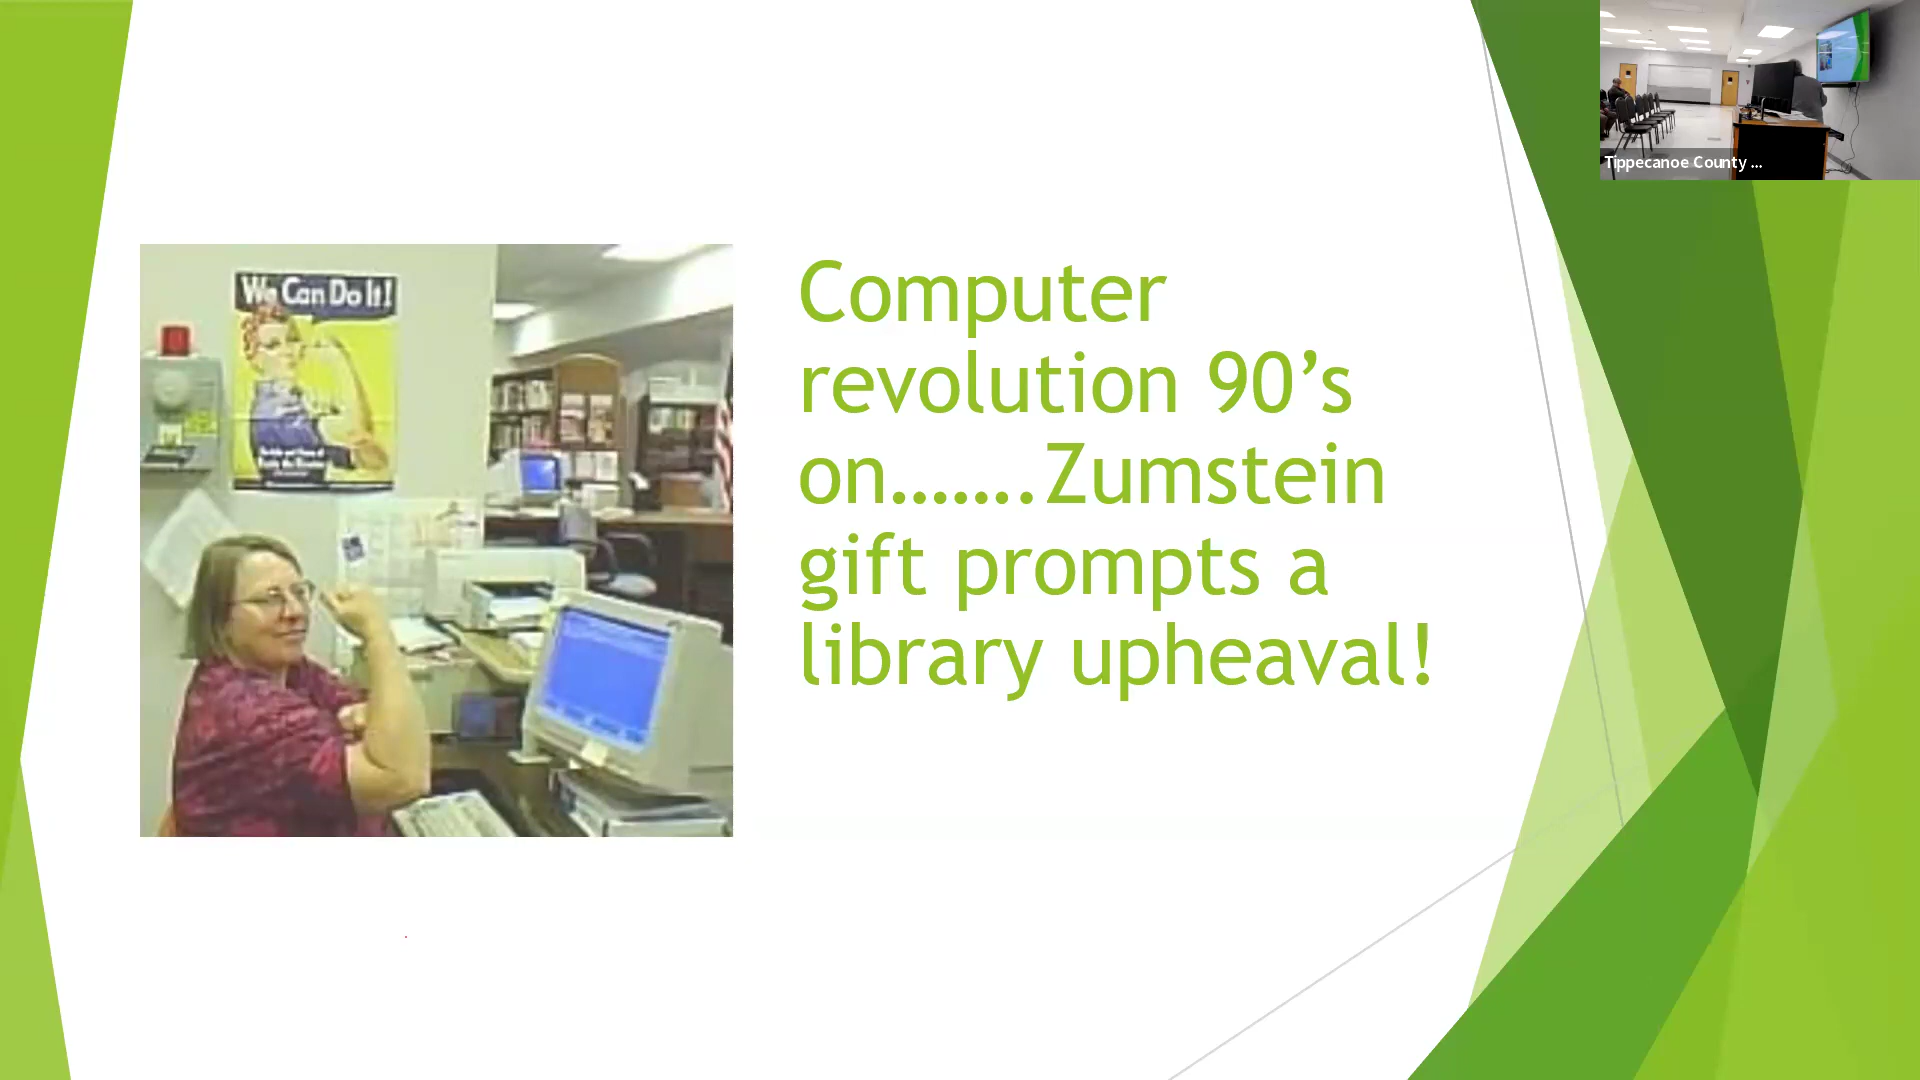 Computer
revolution 90’s
on…….Zumstein
gift prompts a
library upheaval!
We Can Do It!
Tippecanoe County ...